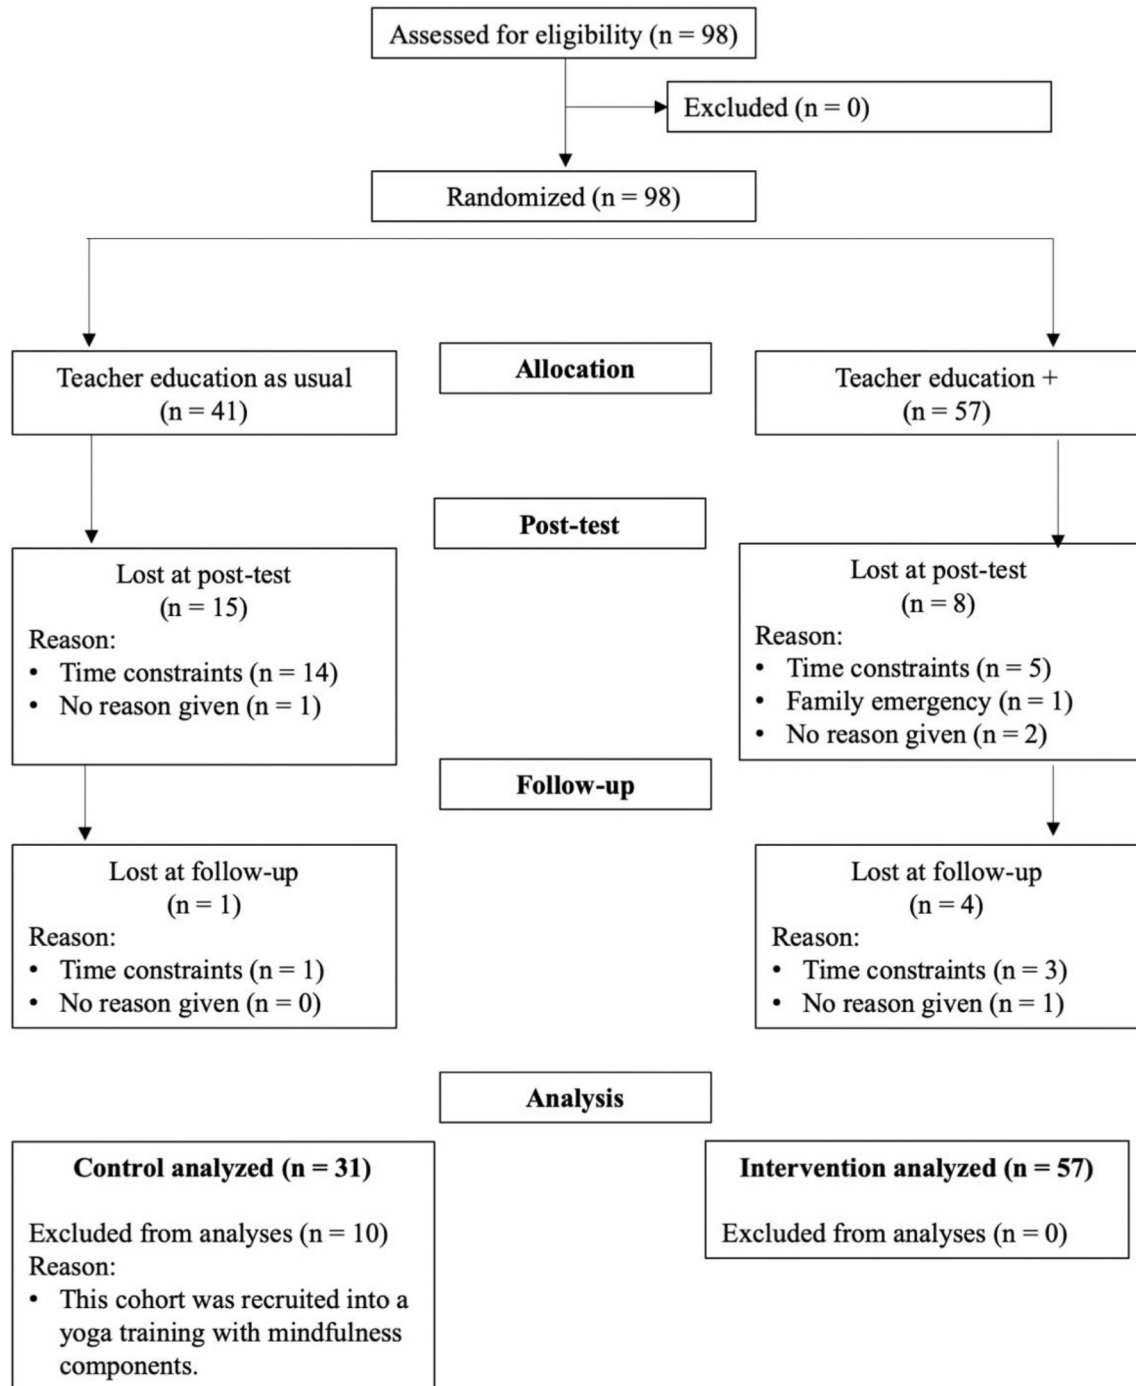 Assessed for eligibility (n = 98)
Excluded (n = 0)
Randomized (n = 98)
Teacher education as usual
(n = 41)
Allocation
Teacher education +
(n = 57)
Post-test
Lost at post-test
(n = 15)
Reason:
• Time constraints (n = 14)
• No reason given (n = 1)
Lost at post-test
(n = 8)
Reason:
• Time constraints (n = 5)
• Family emergency (n = 1)
• No reason given (n = 2)
Follow-up
Lost at follow-up
(n = 1)
Reason:
• Time constraints (n = 1)
• No reason given (n = 0)
Lost at follow-up
(n = 4)
Reason:
• Time constraints (n = 3)
• No reason given (n = 1)
Analysis
Control analyzed (n = 31)
Excluded from analyses (n = 10)
Reason:
• This cohort was recruited into a
yoga training with mindfulness
components.
Intervention analyzed (n = 57)
Excluded from analyses (n = 0)